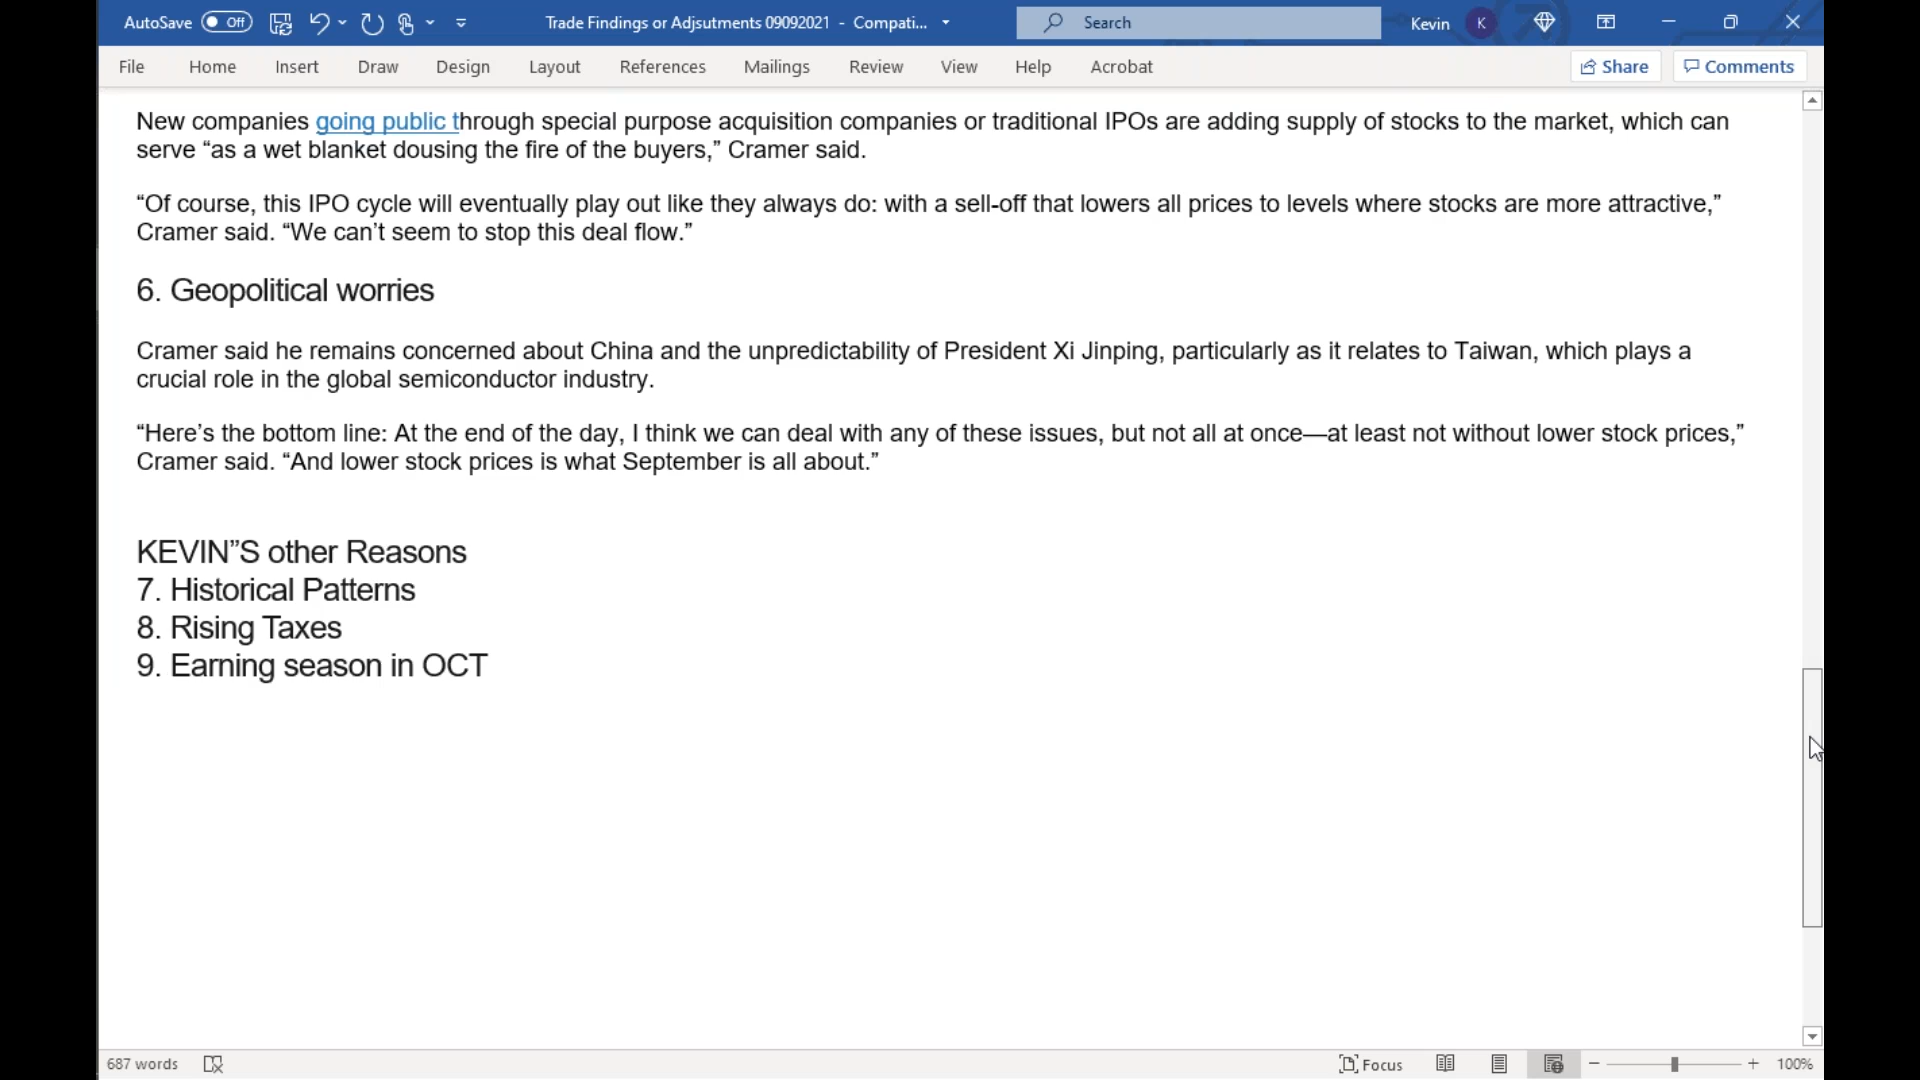 AutoSave Off Trade Findings or Adjsutments 09092021 - Compati... Search Kevin K
File Home Insert Draw Design Layout References Mailings Review View Help Acrobat Share Comments
New companies going public through special purpose acquisition companies or traditional IPOs are adding supply of stocks to the market, which can
serve “as a wet blanket dousing the fire of the buyers,” Cramer said.
“Of course, this IPO cycle will eventually play out like they always do: with a sell-off that lowers all prices to levels where stocks are more attractive,”
Cramer said. “We can’t seem to stop this deal flow.”
6. Geopolitical worries
Cramer said he remains concerned about China and the unpredictability of President Xi Jinping, particularly as it relates to Taiwan, which plays a
crucial role in the global semiconductor industry.
“Here’s the bottom line: At the end of the day, I think we can deal with any of these issues, but not all at once—at least not without lower stock prices,”
Cramer said. “And lower stock prices is what September is all about.”
KEVIN”S other Reasons
7. Historical Patterns
8. Rising Taxes
9. Earning season in OCT
687 words Focus 100%